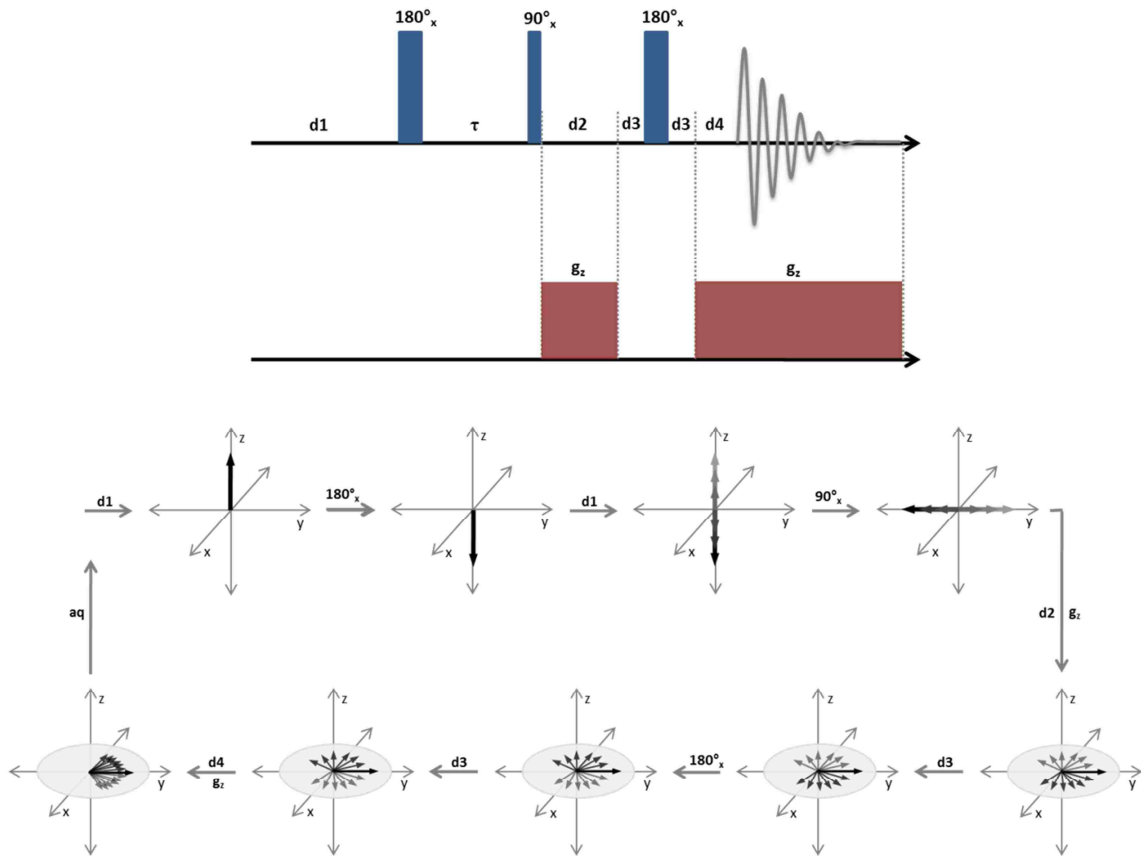 180°x 90°x 180°x
d1 τ d2 d3 d3 d4
gz gz
z z z z
d1 180°x d1 90°x
y y y y
x x x x
aq d2 gz
z z z z z
d4 d3 180°x d3
gz
y y y y y
x x x x x